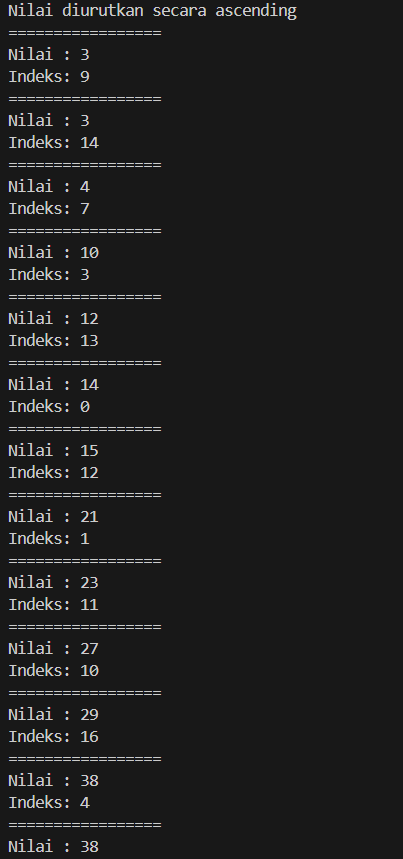 Nilai diurutkan secara ascending
=================
Nilai : 3
Indeks: 9
=================
Nilai : 3
Indeks: 14
=================
Nilai : 4
Indeks: 7
=================
Nilai : 10
Indeks: 3
=================
Nilai : 12
Indeks: 13
=================
Nilai : 14
Indeks: 0
=================
Nilai : 15
Indeks: 12
=================
Nilai : 21
Indeks: 1
=================
Nilai : 23
Indeks: 11
=================
Nilai : 27
Indeks: 10
=================
Nilai : 29
Indeks: 16
=================
Nilai : 38
Indeks: 4
=================
Nilai : 38